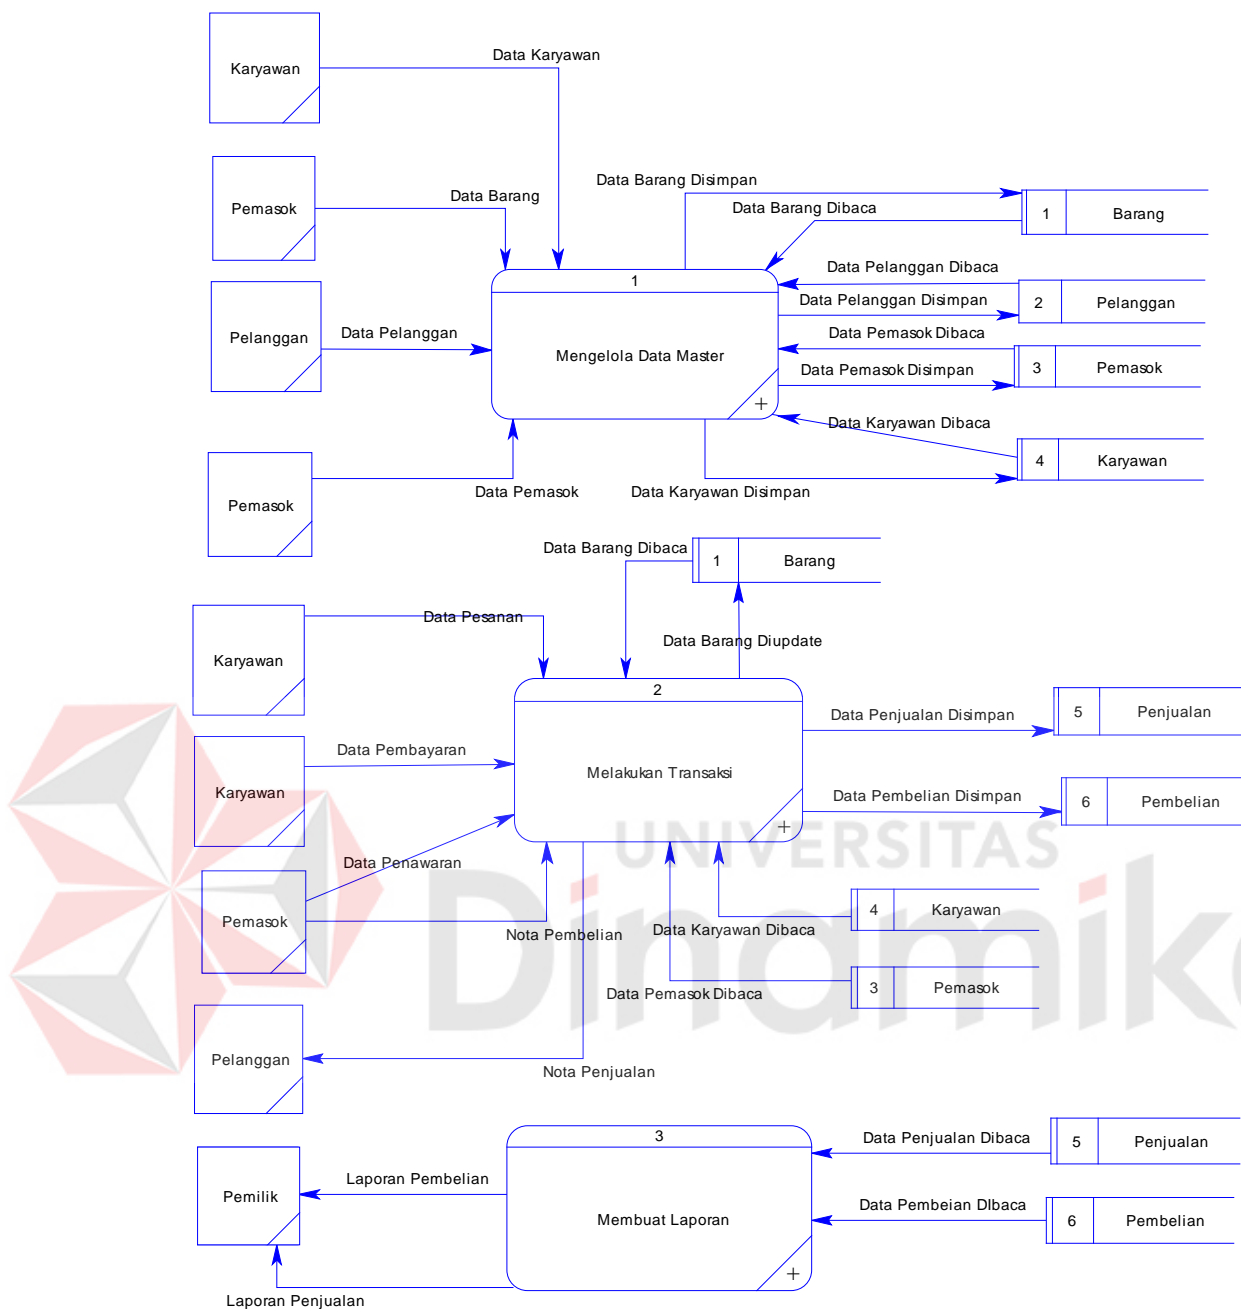 Karyawan
Data Karyawan
Pemasok
Data Barang
Data Barang Disimpan
Data Barang Dibaca
1 Barang
Pelanggan
Data Pelanggan
1
Mengelola Data Master
+
Data Pelanggan Dibaca
Data Pelanggan Disimpan
2 Pelanggan
Data Pemasok Dibaca
Data Pemasok Disimpan
3 Pemasok
Data Karyawan Dibaca
4 Karyawan
Pemasok
Data Pemasok
Data Karyawan Disimpan
Data Barang Dibaca
1 Barang
Karyawan
Data Pesanan
Data Barang Diupdate
2
Melakukan Transaksi
+
Data Penjualan Disimpan
5 Penjualan
Karyawan
Data Pembayaran
Data Pembelian Disimpan
6 Pembelian
UNIVERSITAS
Dinamika
Data Penawaran
Pemasok
Nota Pembelian
Data Karyawan Dibaca
4 Karyawan
Data Pemasok Dibaca
3 Pemasok
Pelanggan
Nota Penjualan
3
Membuat Laporan
+
Data Penjualan Dibaca
5 Penjualan
Pemilik
Laporan Pembelian
Data Pembeian DIbaca
6 Pembelian
Laporan Penjualan